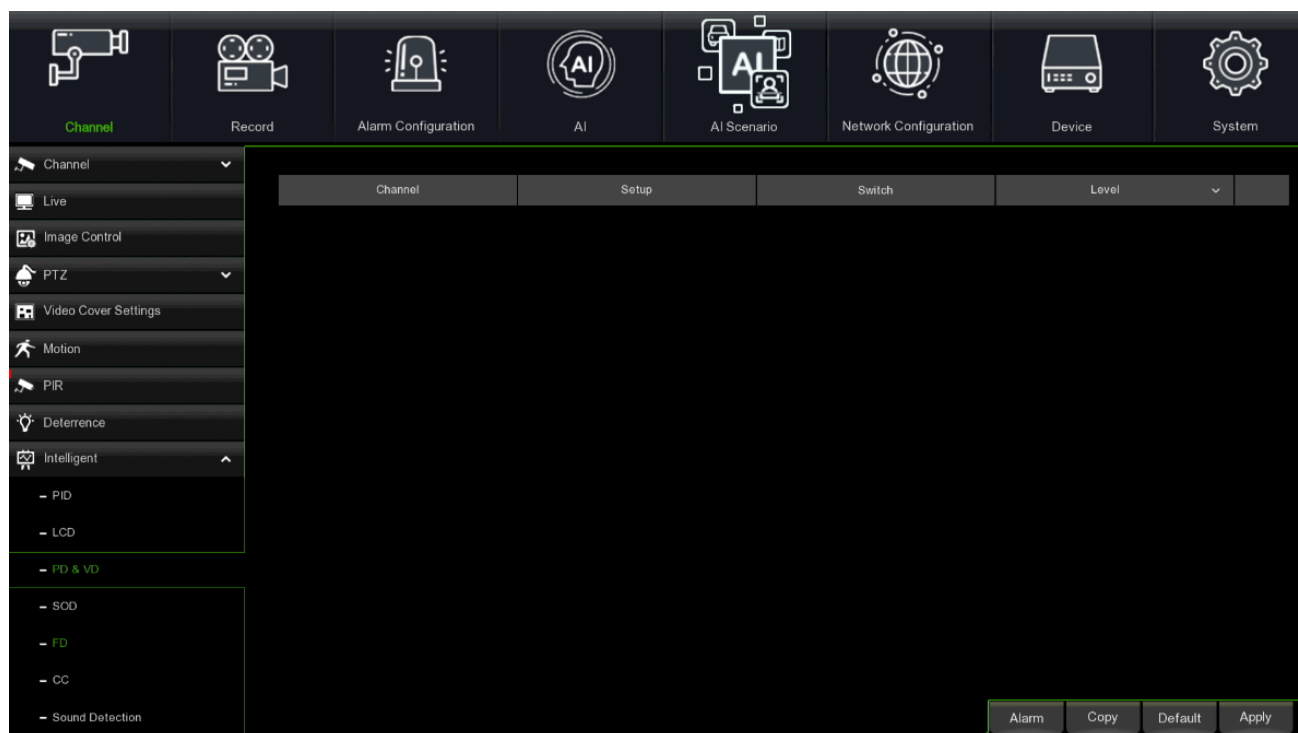 AI
AI
Channel Record Alarm Configuration AI AI Scenario Network Configuration Device System
Channel
Live
Image Control
PTZ
Video Cover Settings
Motion
PIR
Deterrence
Intelligent
PID
LCD
PD & VD
SOD
FD
CC
Sound Detection
Channel Setup Switch Level
Alarm Copy Default Apply